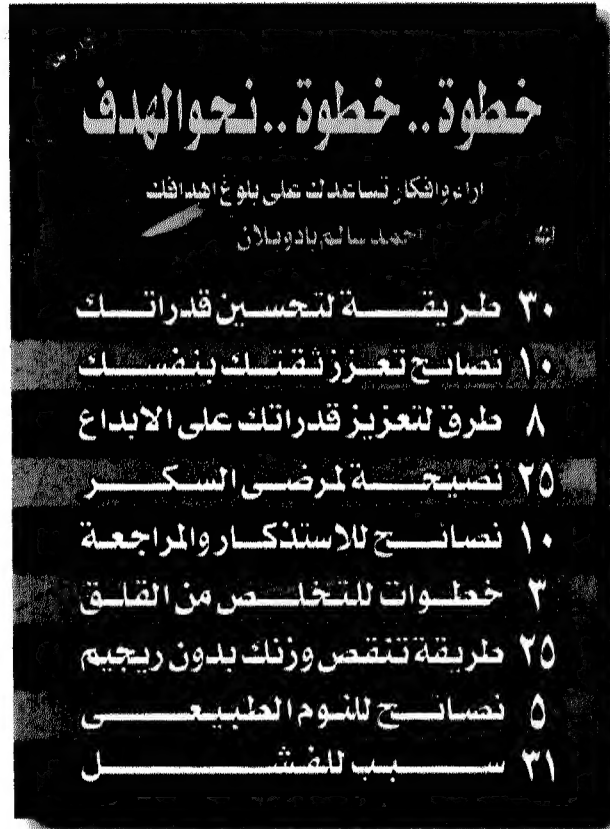 خطوة .. خطوة .. نحو الهدف
اراء وافكار تساعدك على بلوغ اهدافك
احمد سالم بادويلان
٣٠ طريقة لتحسين قدراتك
١٠ نصائح تعزز ثقتك بنفسك
٨ طرق لتعزيز قدراتك على الابداع
٢٥ نصيحة لمرضى السكر
١٠ نصائح للاستذكار والمراجعة
٣ خطوات للتخلص من القلق
٢٥ طريقة تنقص وزنك بدون ريجيم
٥ نصائح للنوم الطبيعى
٣١ سبب للفشل